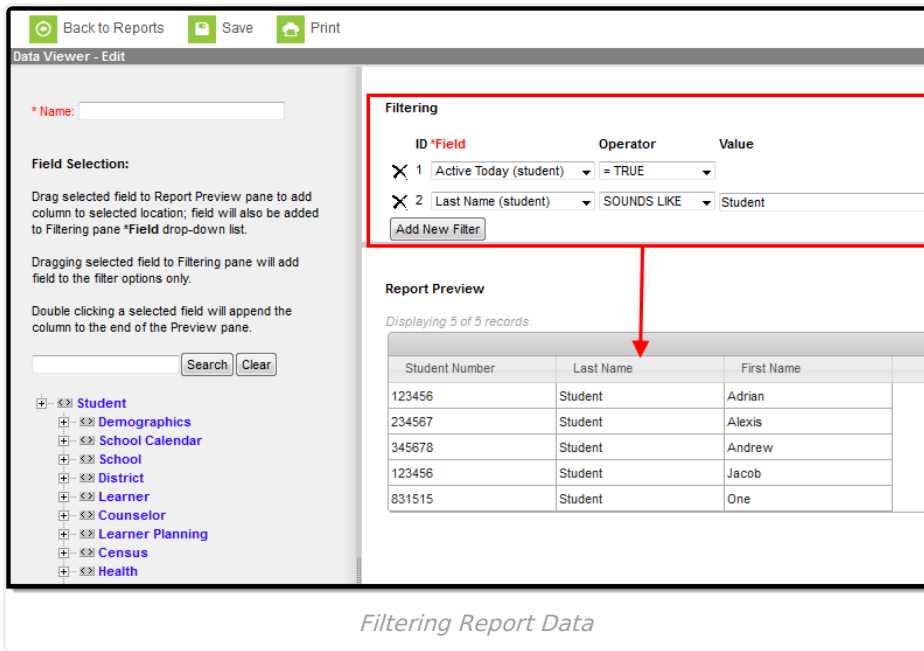 Back to Reports Save Print
Data Viewer - Edit
* Name:
Field Selection:
Drag selected field to Report Preview pane to add
column to selected location; field will also be added
to Filtering pane *Field drop-down list.
Dragging selected field to Filtering pane will add
field to the filter options only.
Double clicking a selected field will append the
column to the end of the Preview pane.
Search Clear
Student
Demographics
School Calendar
School
District
Learner
Counselor
Learner Planning
Census
Health
Filtering
ID *Field Operator Value
1 Active Today (student) = TRUE
2 Last Name (student) SOUNDS LIKE Student
Add New Filter
Report Preview
Displaying 5 of 5 records
Student Number Last Name First Name
123456 Student Adrian
234567 Student Alexis
345678 Student Andrew
123456 Student Jacob
831515 Student One
Filtering Report Data